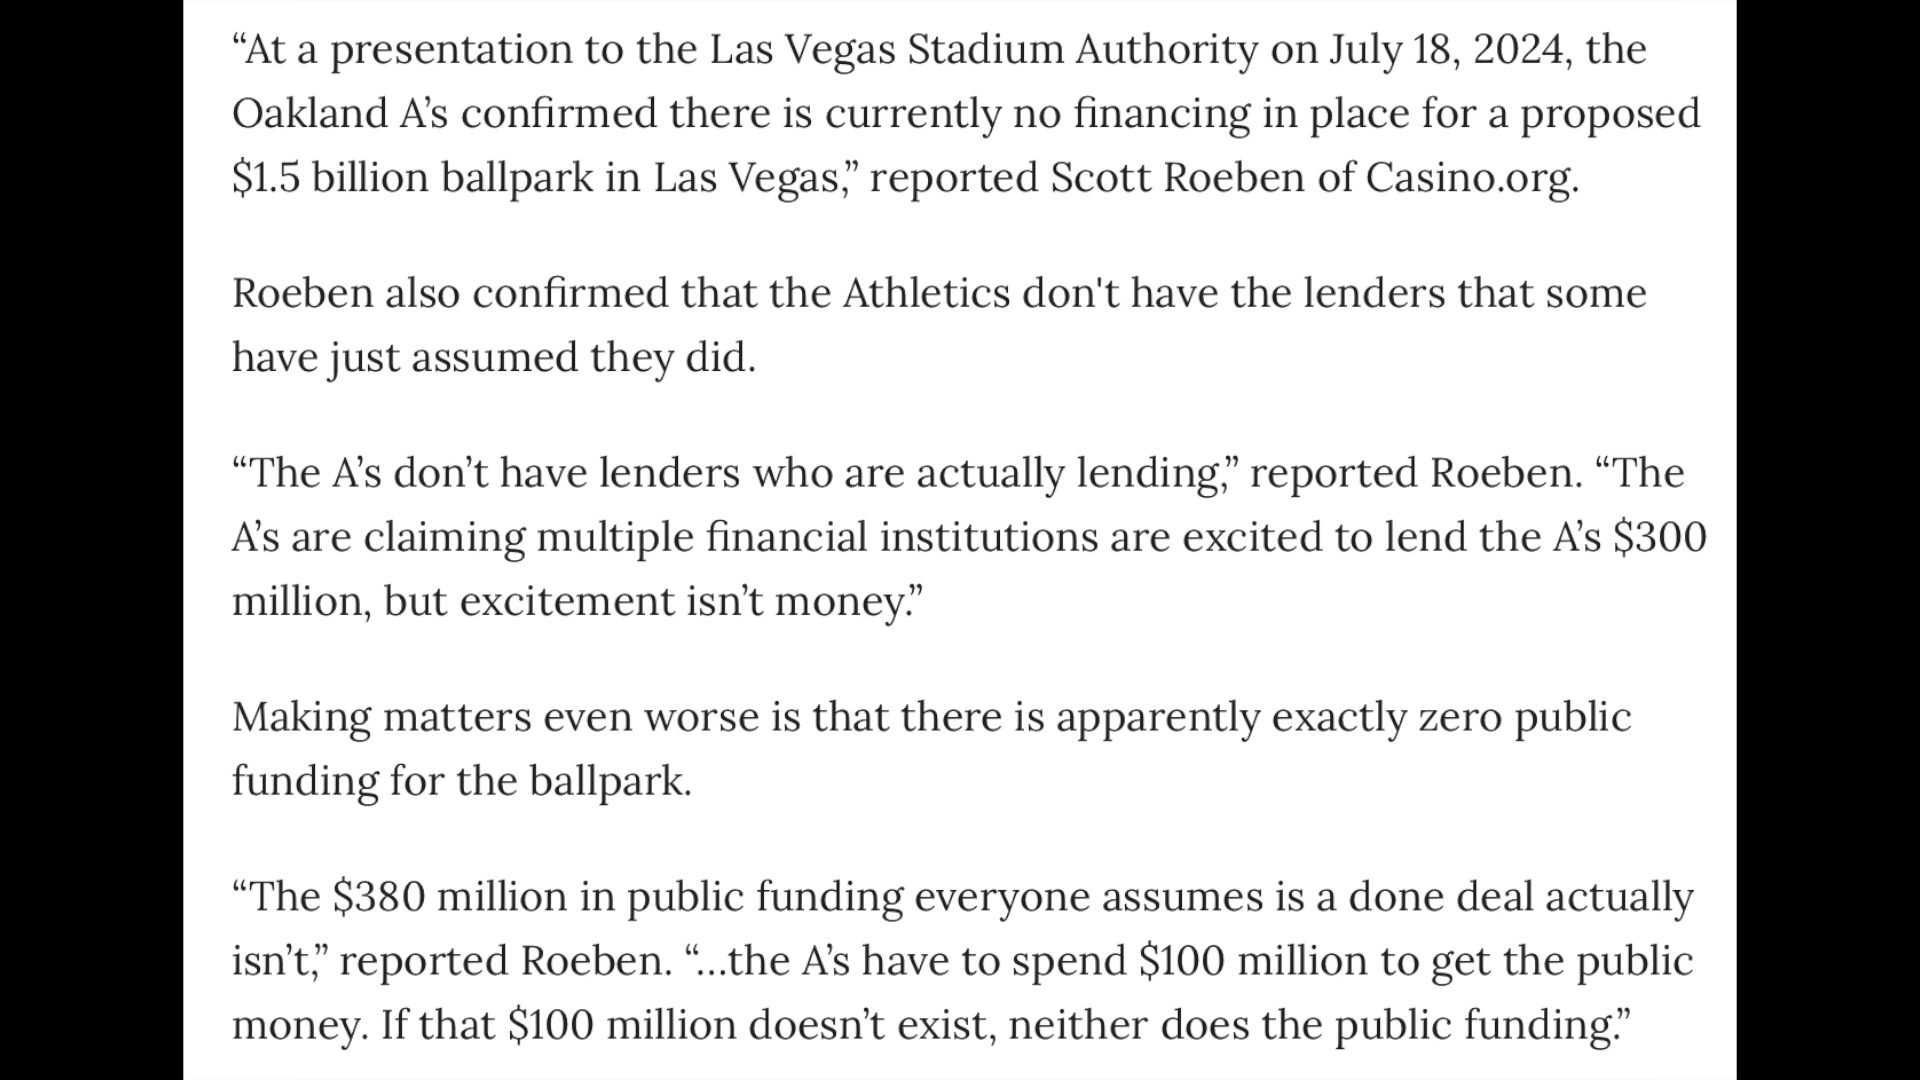 “At a presentation to the Las Vegas Stadium Authority on July 18, 2024, the
Oakland A’s confirmed there is currently no financing in place for a proposed
$1.5 billion ballpark in Las Vegas,” reported Scott Roeben of Casino.org.
Roeben also confirmed that the Athletics don't have the lenders that some
have just assumed they did.
“The A’s don’t have lenders who are actually lending,” reported Roeben. “The
A’s are claiming multiple financial institutions are excited to lend the A’s $300
million, but excitement isn’t money.”
Making matters even worse is that there is apparently exactly zero public
funding for the ballpark.
“The $380 million in public funding everyone assumes is a done deal actually
isn’t,” reported Roeben. “…the A’s have to spend $100 million to get the public
money. If that $100 million doesn’t exist, neither does the public funding.”